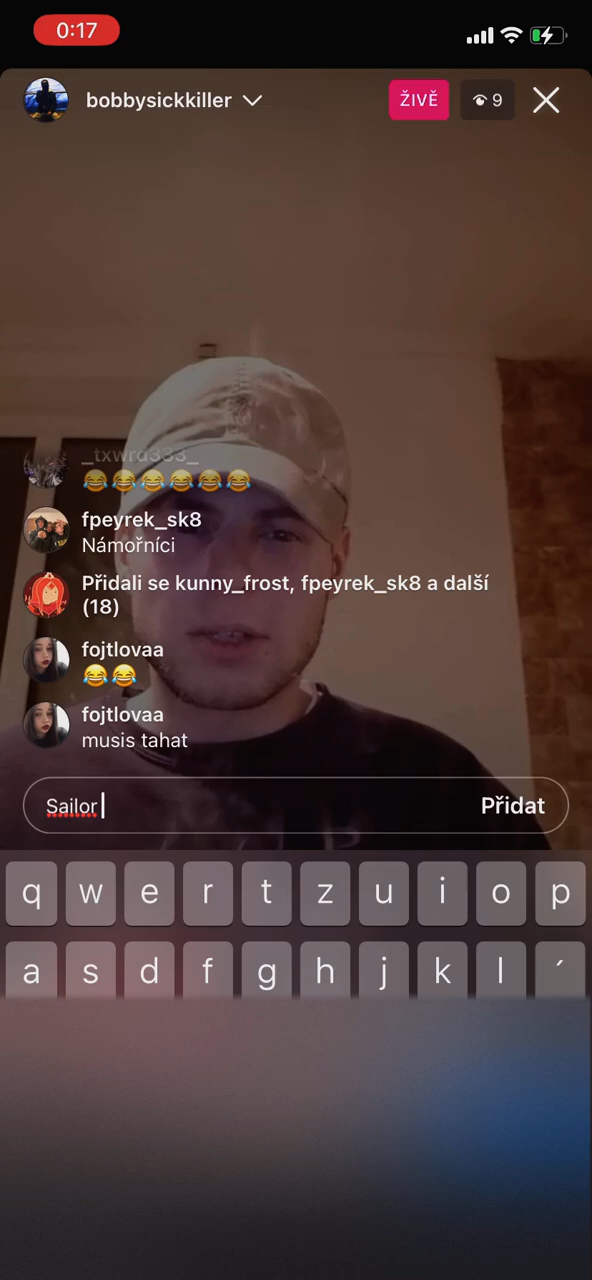 0:17
bobbysickkiller
ŽIVĚ
9
_txwra333_
😂😂😂😂😂😂
fpeyrek_sk8
Námořníci
Přidali se kunny_frost, fpeyrek_sk8 a další
(18)
fojtlovaa
😂😂
fojtlovaa
musis tahat
Sailor
Přidat
q w e r t z u i o p
a s d f g h j k l ´